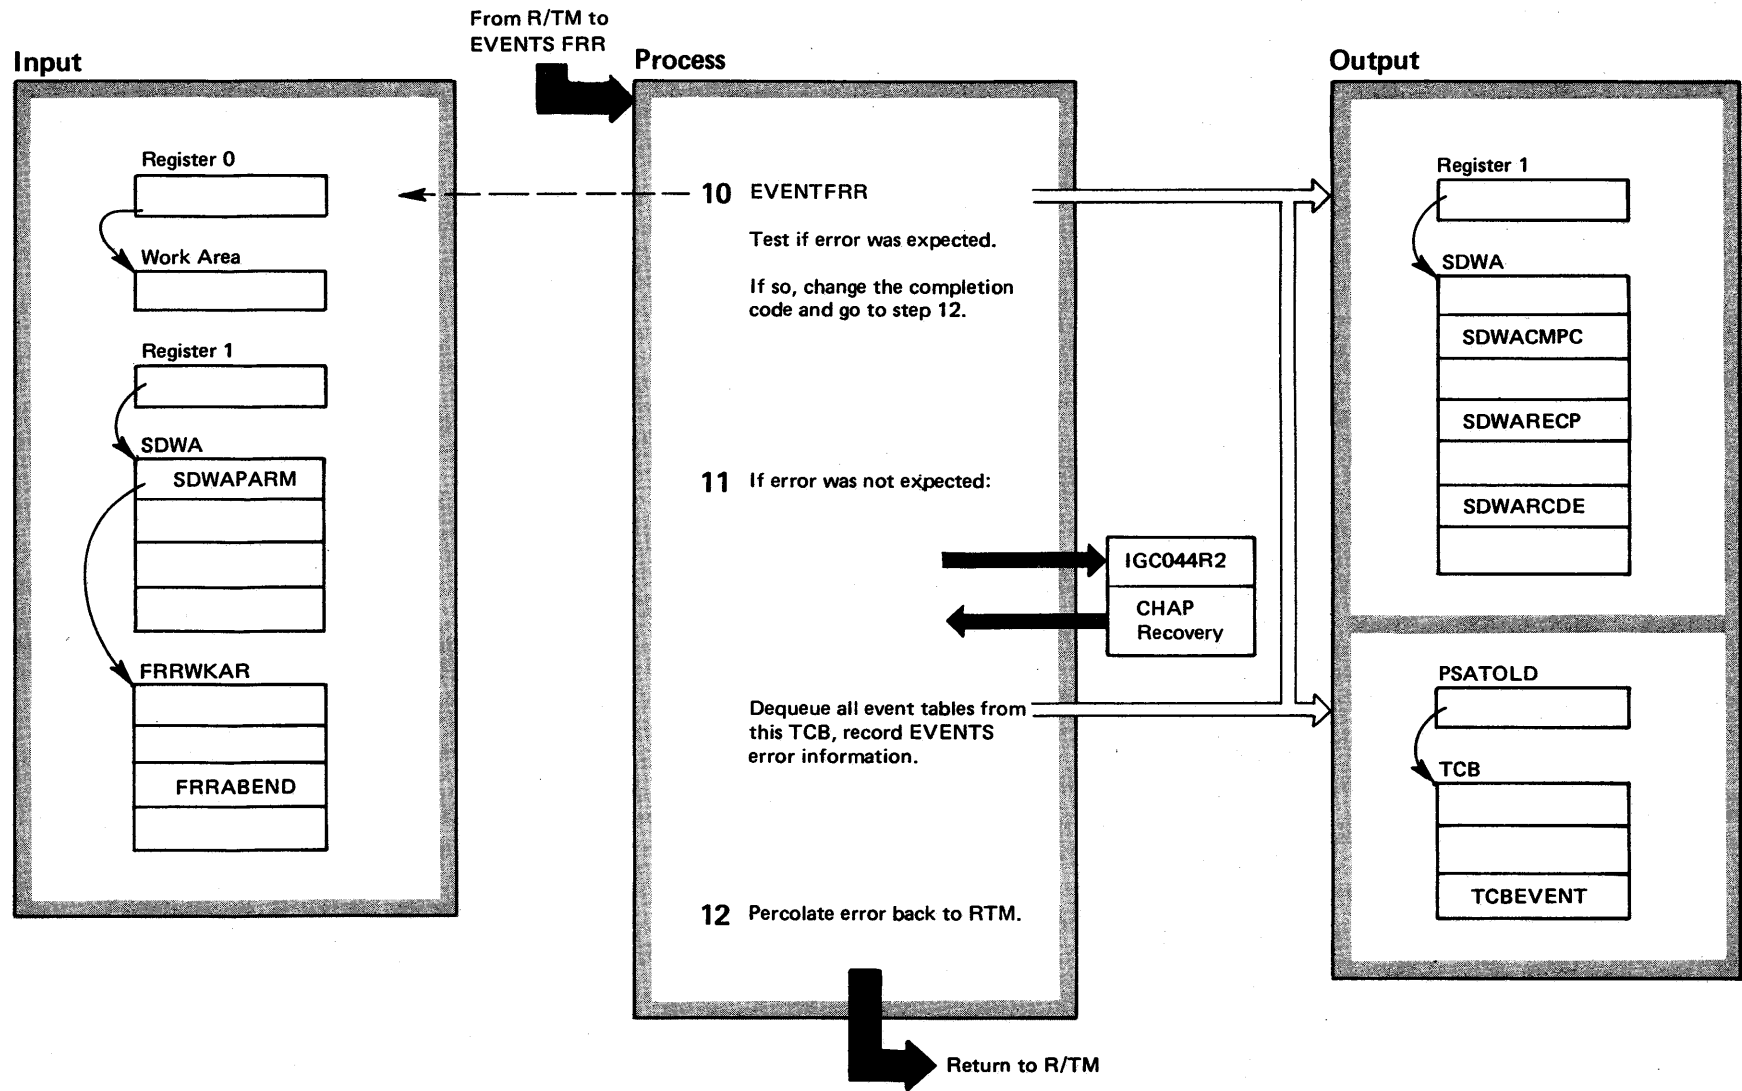 From R/TM to
EVENTS FRR
Input
Register 0
Work Area
Register 1
SDWA
SDWAPARM
FRRWKAR
FRRABEND
Process
10 EVENTFRR
Test if error was expected.
If so, change the completion
code and go to step 12.
11 If error was not expected:
IGC044R2
CHAP
Recovery
Dequeue all event tables from
this TCB, record EVENTS
error information.
12 Percolate error back to RTM.
Return to R/TM
Output
Register 1
SDWA
SDWACMPC
SDWARECP
SDWARCDE
PSATOLD
TCB
TCBEVENT